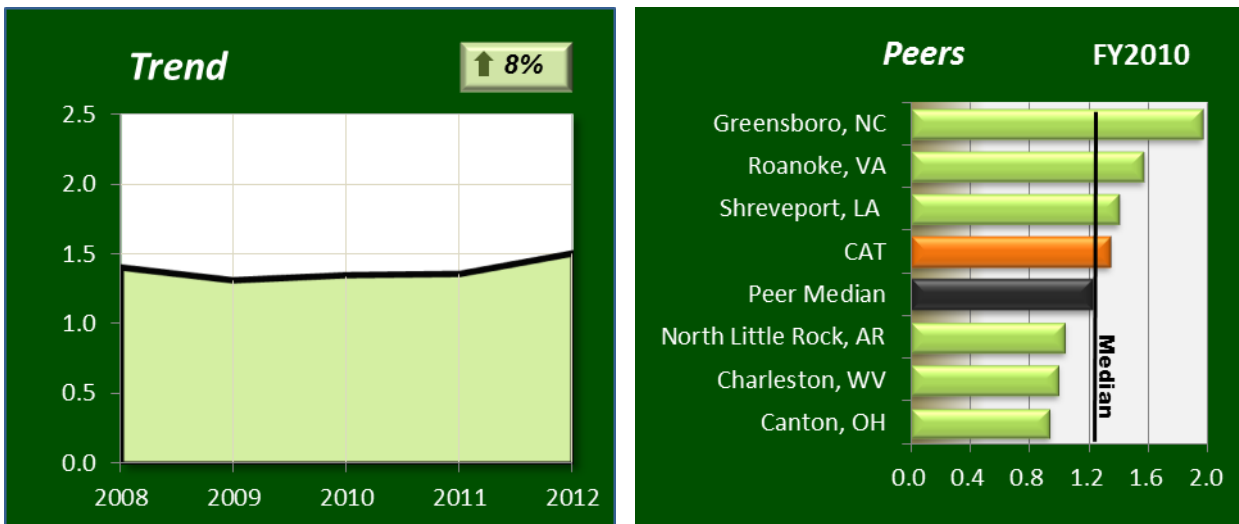 Trend
8%
2.5
2.0
1.5
1.0
0.5
0.0
2008 2009 2010 2011 2012
Peers FY2010
Greensboro, NC
Roanoke, VA
Shreveport, LA
CAT
Peer Median
North Little Rock, AR
Charleston, WV
Canton, OH
Median
0.0 0.4 0.8 1.2 1.6 2.0